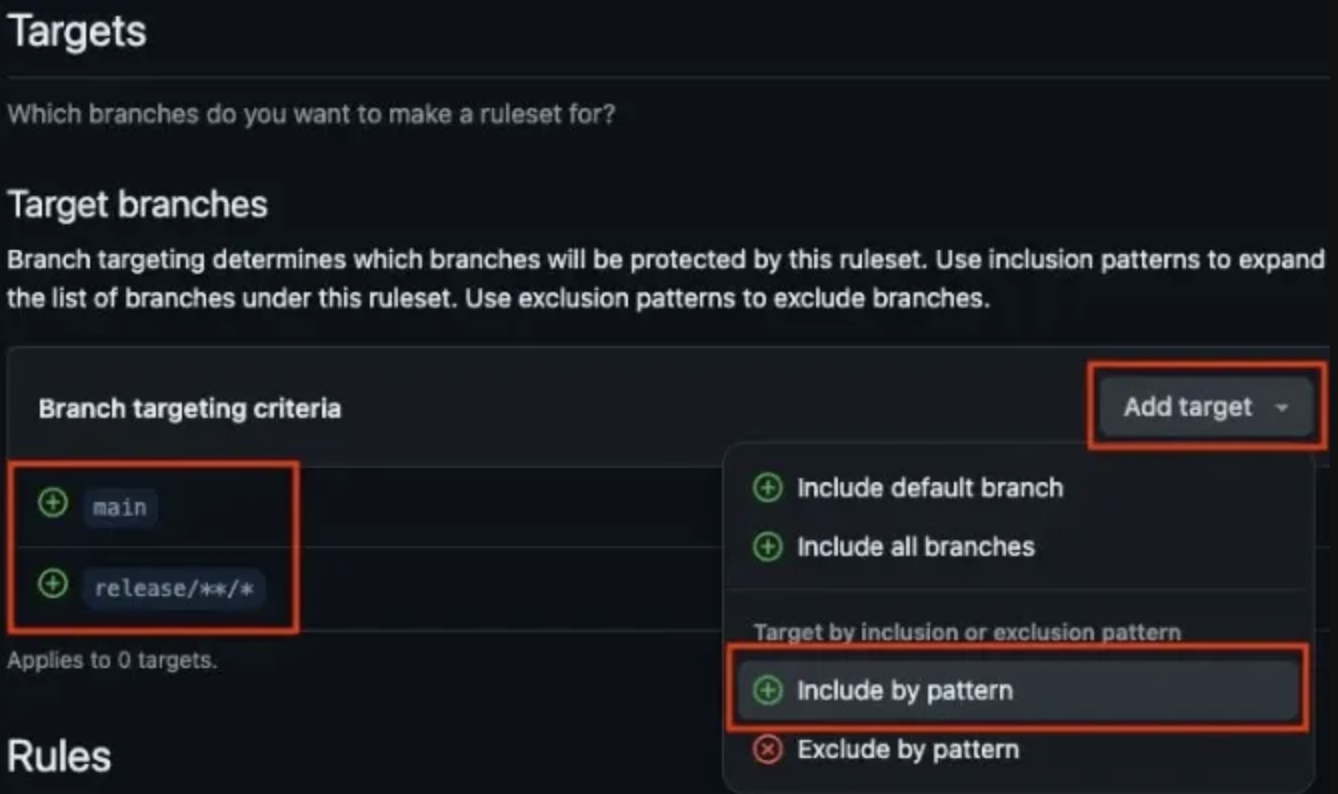 Targets
Which branches do you want to make a ruleset for?
Target branches
Branch targeting determines which branches will be protected by this ruleset. Use inclusion patterns to expand
the list of branches under this ruleset. Use exclusion patterns to exclude branches.
Branch targeting criteria
Add target
main
release/**/*
Applies to 0 targets.
Include default branch
Include all branches
Target by inclusion or exclusion pattern
Include by pattern
Exclude by pattern
Rules